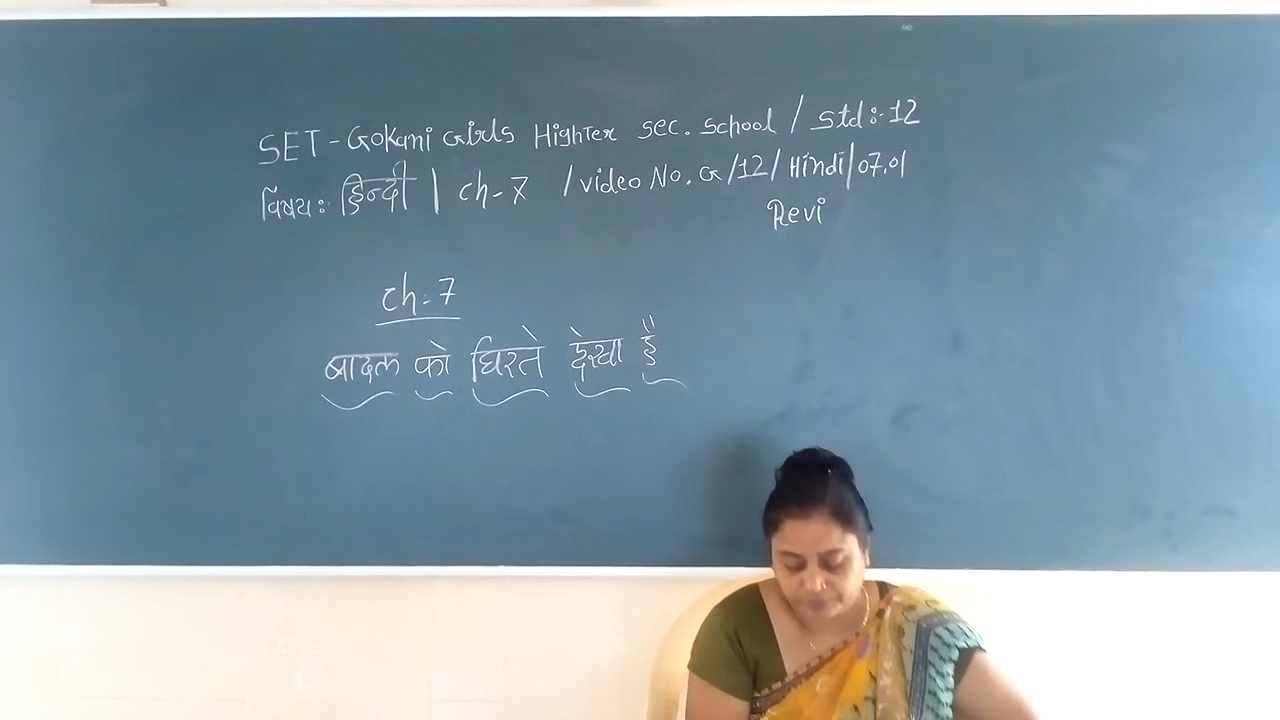 SET-Gokani Girls Highter sec. school / Std:-12
विषय: हिन्दी | ch-7 / video No. G/12/Hindi/07.01
Revi
ch-7
बादल को घिरते देखा है"